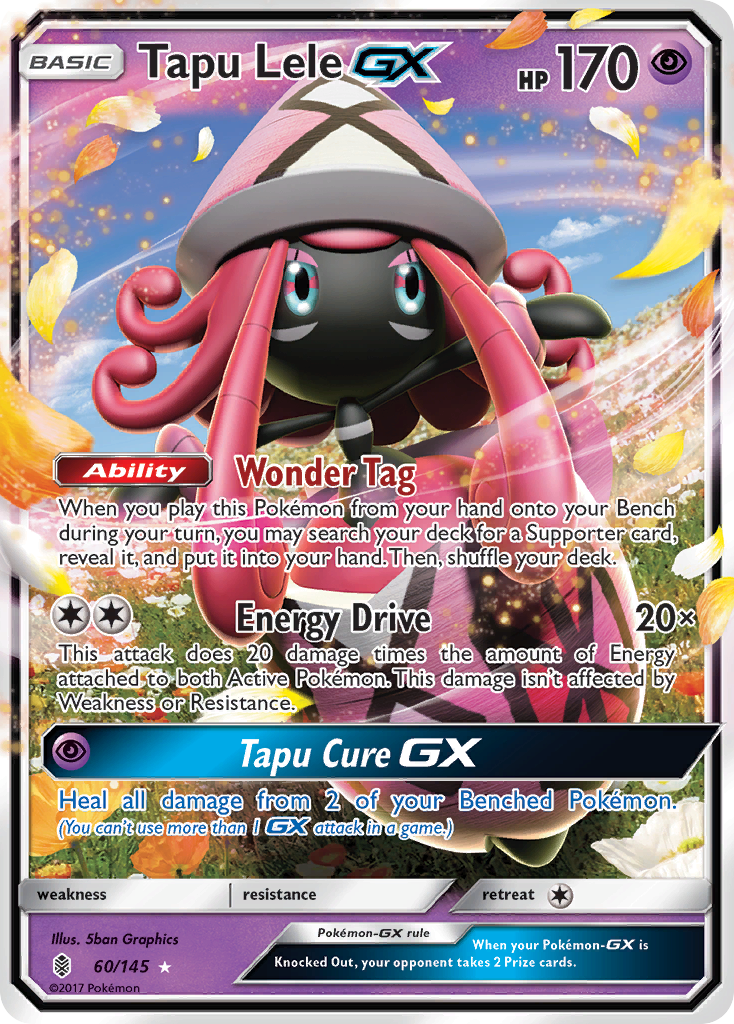 BASIC Tapu Lele GX HP 170
Ability Wonder Tag
When you play this Pokémon from your hand onto your Bench
during your turn, you may search your deck for a Supporter card,
reveal it, and put it into your hand. Then, shuffle your deck.
Energy Drive 20×
This attack does 20 damage times the amount of Energy
attached to both Active Pokémon. This damage isn't affected by
Weakness or Resistance.
Tapu Cure GX
Heal all damage from 2 of your Benched Pokémon.
(You can't use more than 1 GX attack in a game.)
weakness resistance retreat
Illus. 5ban Graphics
60/145
©2017 Pokémon
Pokémon-GX rule
When your Pokémon-GX is
Knocked Out, your opponent takes 2 Prize cards.